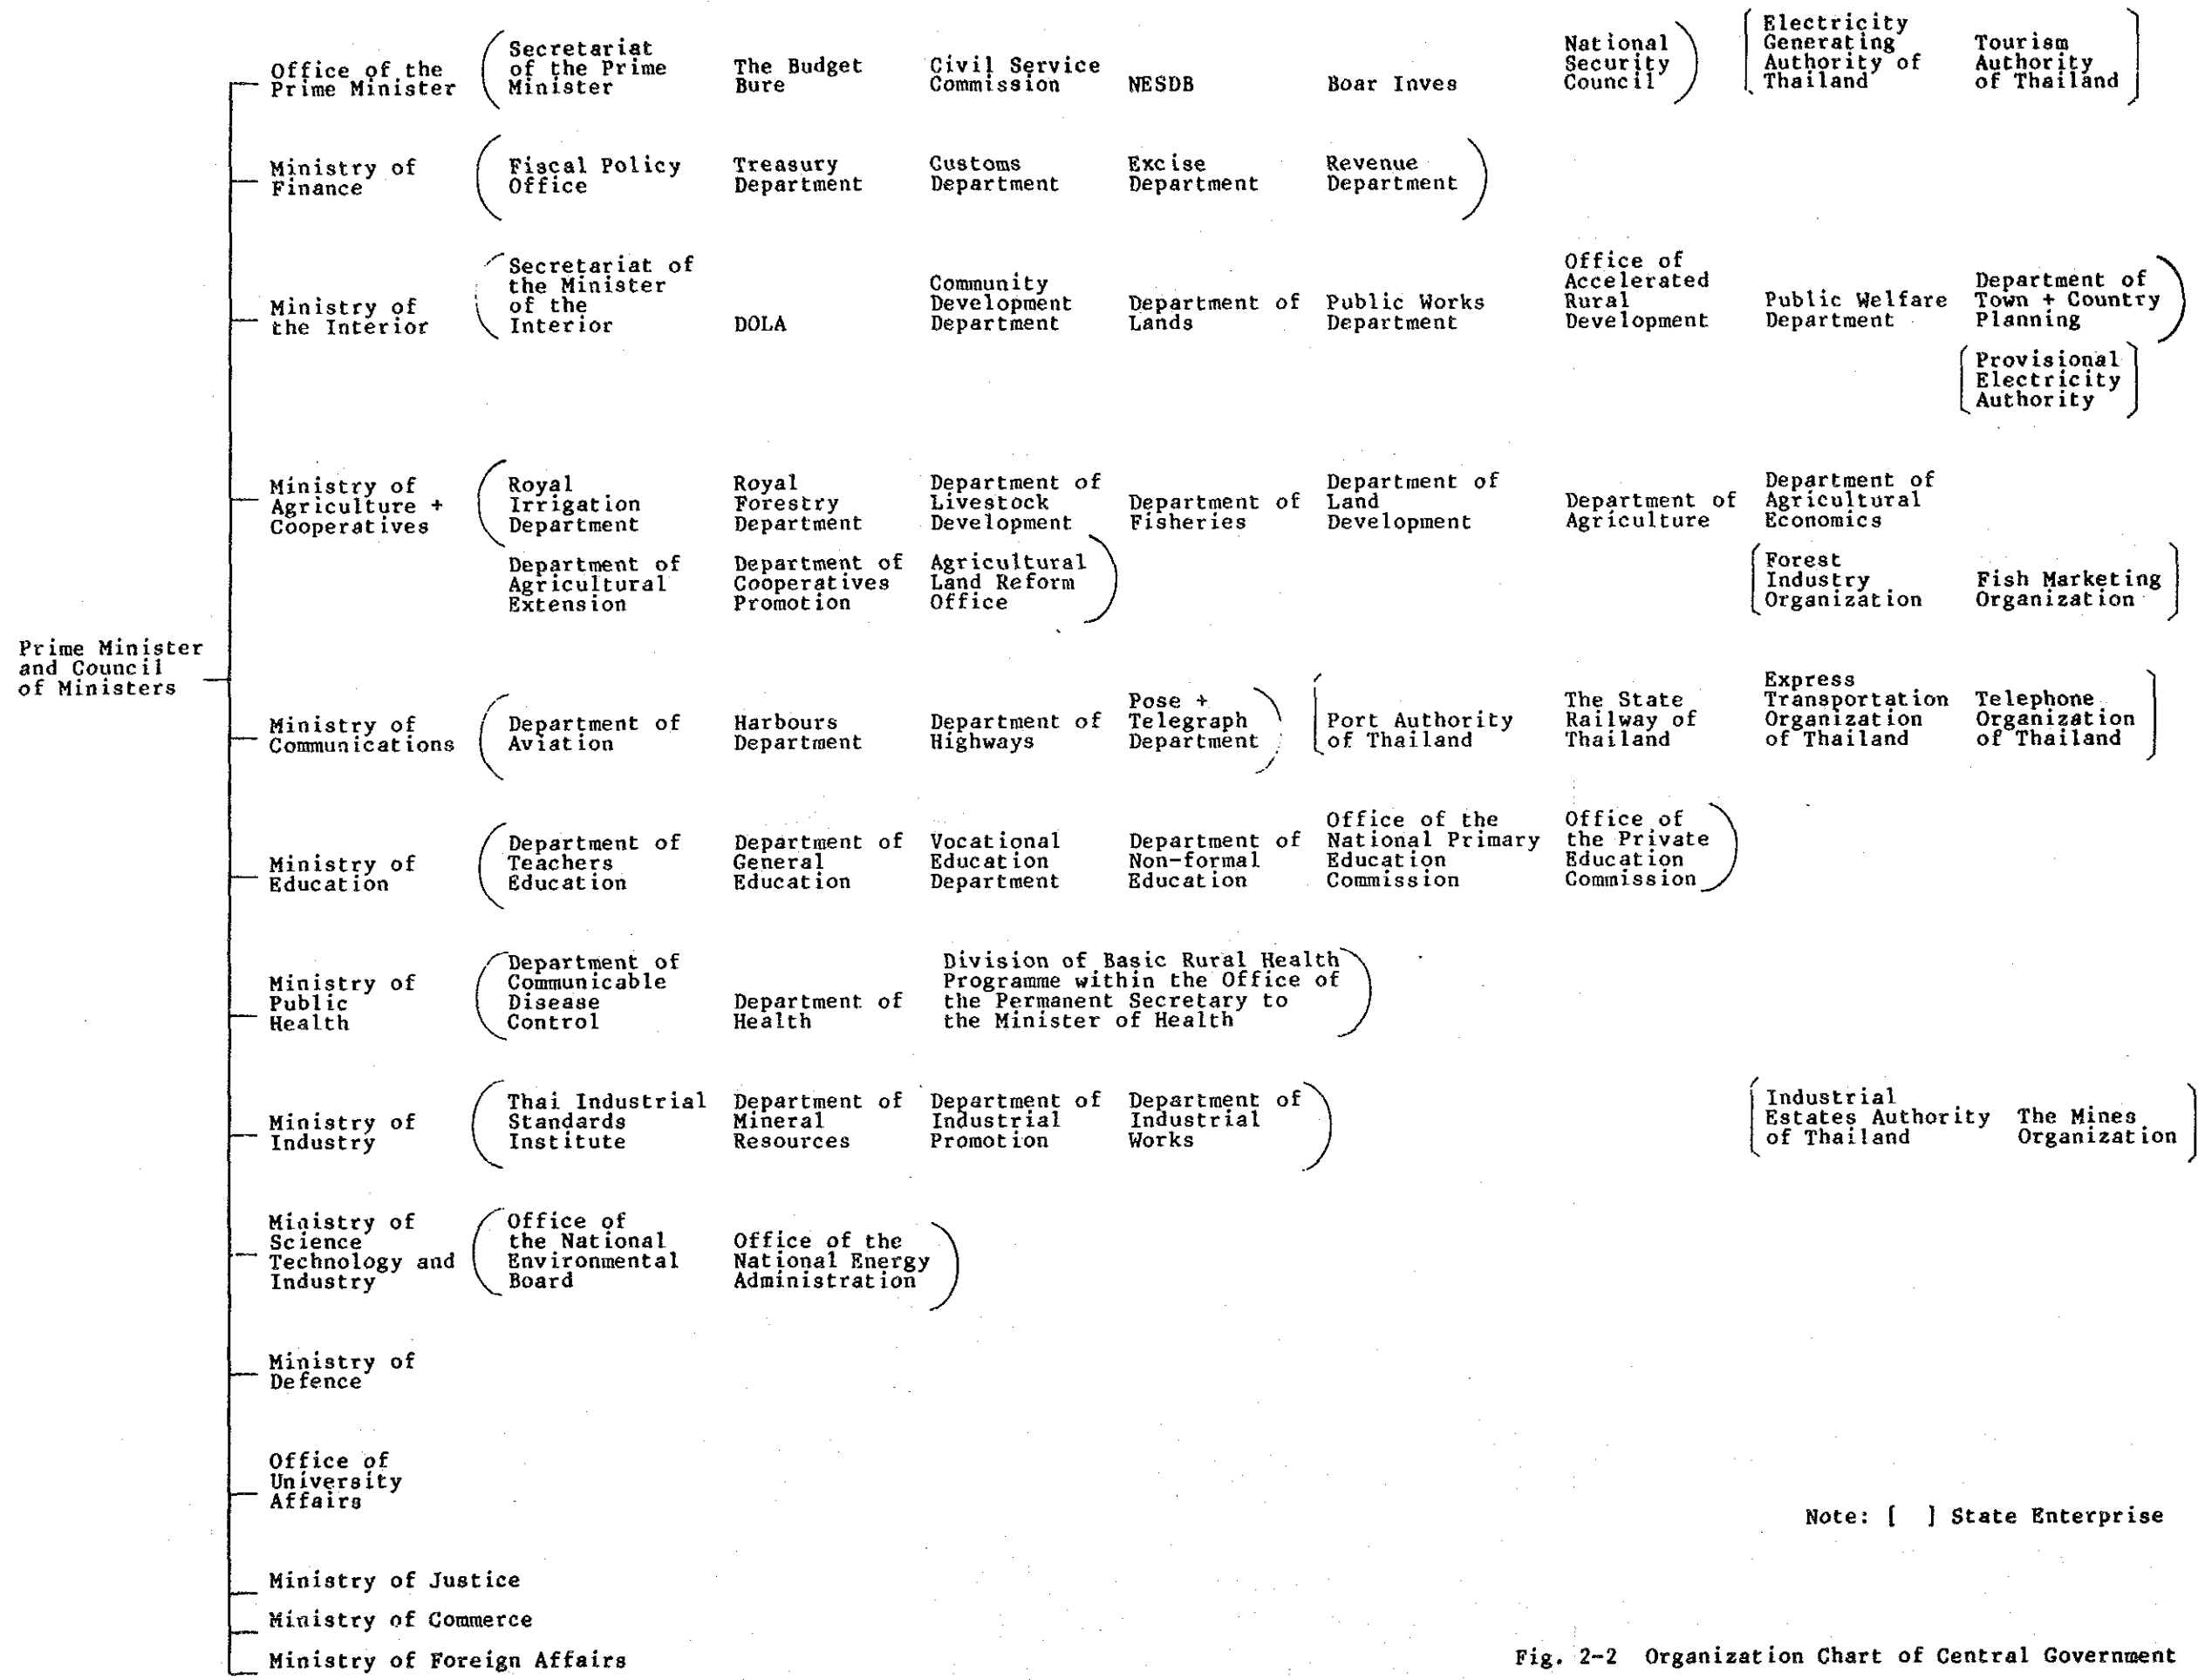 Prime Minister
and Council
of Ministers
Office of the
Prime Minister
Secretariat
of the Prime
Minister
The Budget
Bure
Civil Service
Commission
NESDB
Boar Inves
National
Security
Council
Electricity
Generating
Authority of
Thailand
Tourism
Authority
of Thailand
Ministry of
Finance
Fiscal Policy
Office
Treasury
Department
Customs
Department
Excise
Department
Revenue
Department
Ministry of
the Interior
Secretariat of
the Minister
of the
Interior
DOLA
Community
Development
Department
Department of
Lands
Public Works
Department
Office of
Accelerated
Rural
Development
Public Welfare
Department
Department of
Town + Country
Planning
Provisional
Electricity
Authority
Ministry of
Agriculture +
Cooperatives
Royal
Irrigation
Department
Royal
Forestry
Department
Department of
Livestock
Development
Department of
Fisheries
Department of
Land
Development
Department of
Agriculture
Department of
Agricultural
Economics
Department of
Agricultural
Extension
Department of
Cooperatives
Promotion
Agricultural
Land Reform
Office
Forest
Industry
Organization
Fish Marketing
Organization
Ministry of
Communications
Department of
Aviation
Harbours
Department
Department of
Highways
Pose +
Telegraph
Department
Port Authority
of Thailand
The State
Railway of
Thailand
Express
Transportation
Organization
of Thailand
Telephone
Organization
of Thailand
Ministry of
Education
Department of
Teachers
Education
Department of
General
Education
Vocational
Education
Department
Department of
Non-formal
Education
Office of the
National Primary
Education
Commission
Office of
the Private
Education
Commission
Ministry of
Public
Health
Department of
Communicable
Disease
Control
Department of
Health
Division of Basic Rural Health
Programme within the Office of
the Permanent Secretary to
the Minister of Health
Ministry of
Industry
Thai Industrial
Standards
Institute
Department of
Mineral
Resources
Department of
Industrial
Promotion
Department of
Industrial
Works
Industrial
Estates Authority
of Thailand
The Mines
Organization
Ministry of
Science
Technology and
Industry
Office of
the National
Environmental
Board
Office of the
National Energy
Administration
Ministry of
Defence
Office of
University
Affairs
Note: [ ] State Enterprise
Ministry of Justice
Ministry of Commerce
Ministry of Foreign Affairs
Fig. 2-2 Organization Chart of Central Government